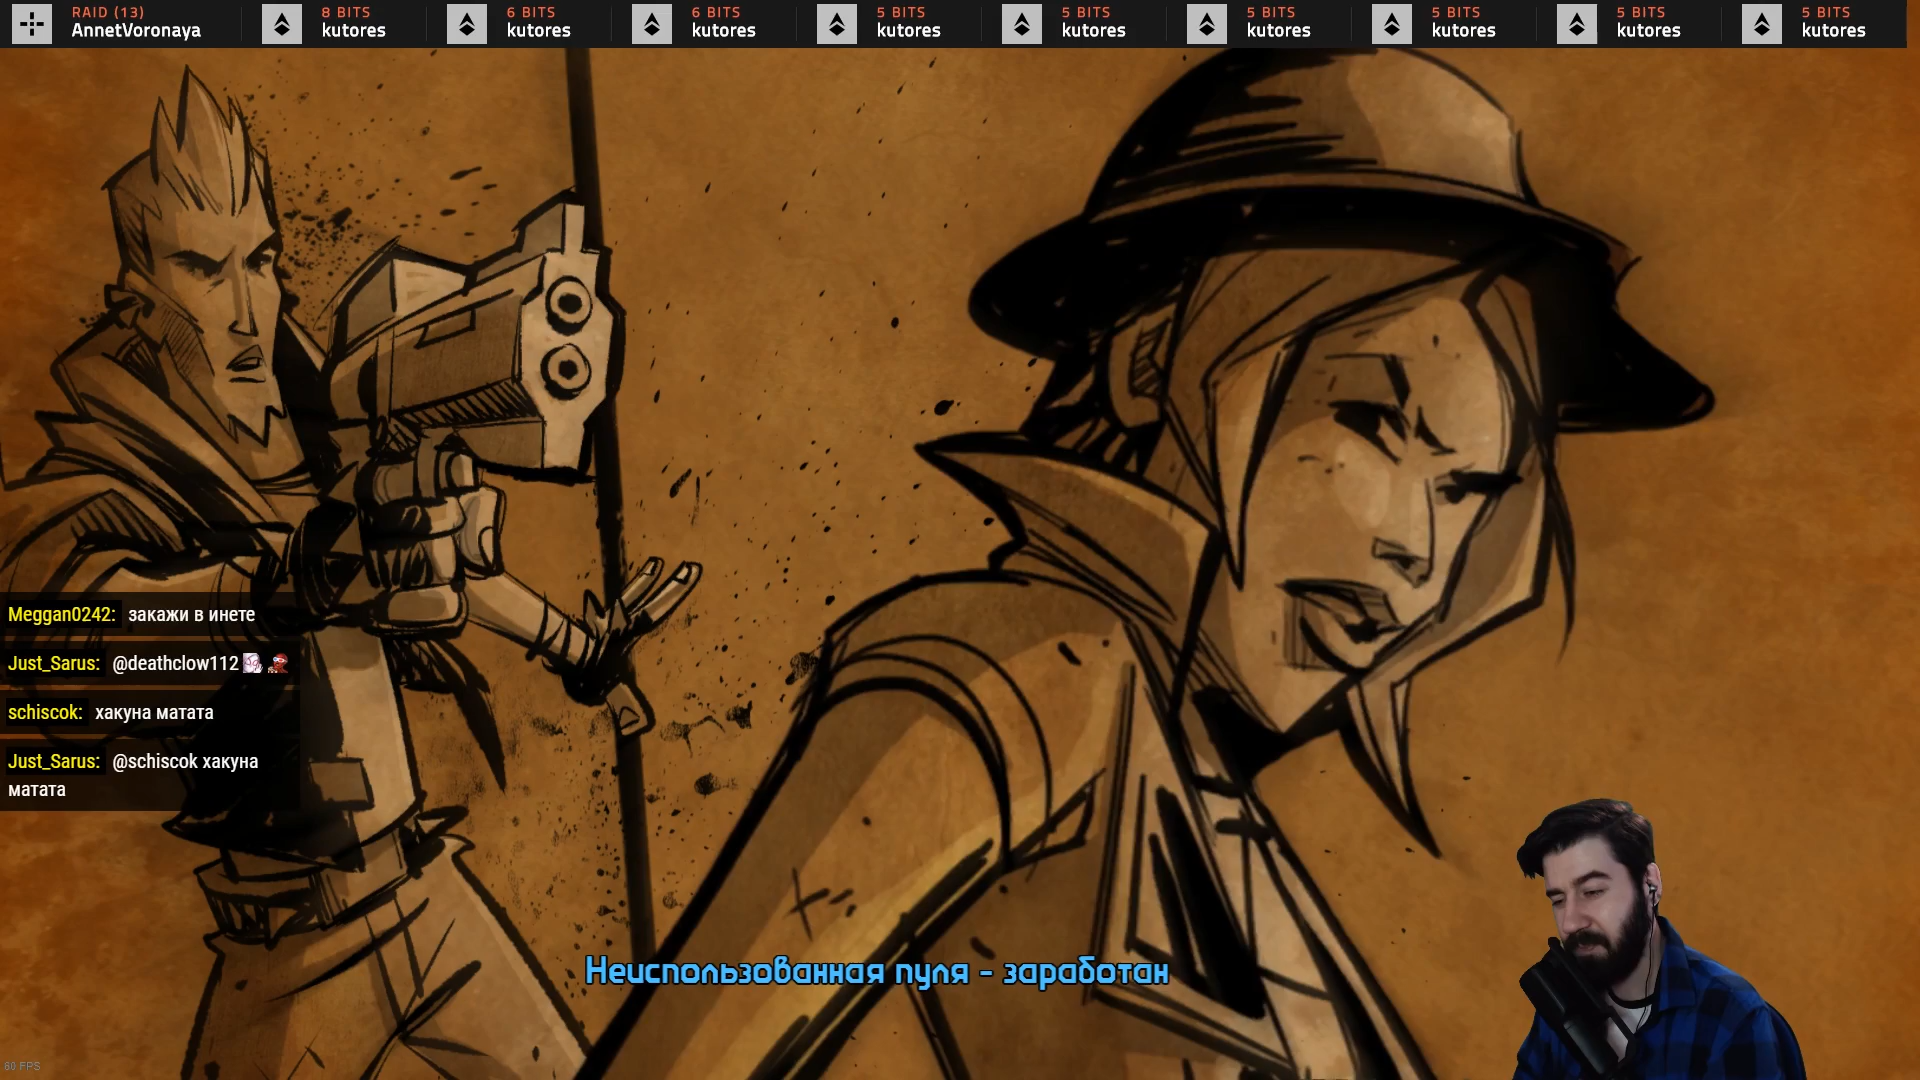 RAID (13)
AnnetVoronaya
8 BITS
kutores
6 BITS
kutores
6 BITS
kutores
5 BITS
kutores
5 BITS
kutores
5 BITS
kutores
5 BITS
kutores
5 BITS
kutores
5 BITS
kutores
Meggan0242: закажи в инете
Just_Sarus: @deathclow112
schiscok: хакуна матата
Just_Sarus: @schiscok хакуна
матата
Неиспользованная пуля - заработан
60 FPS